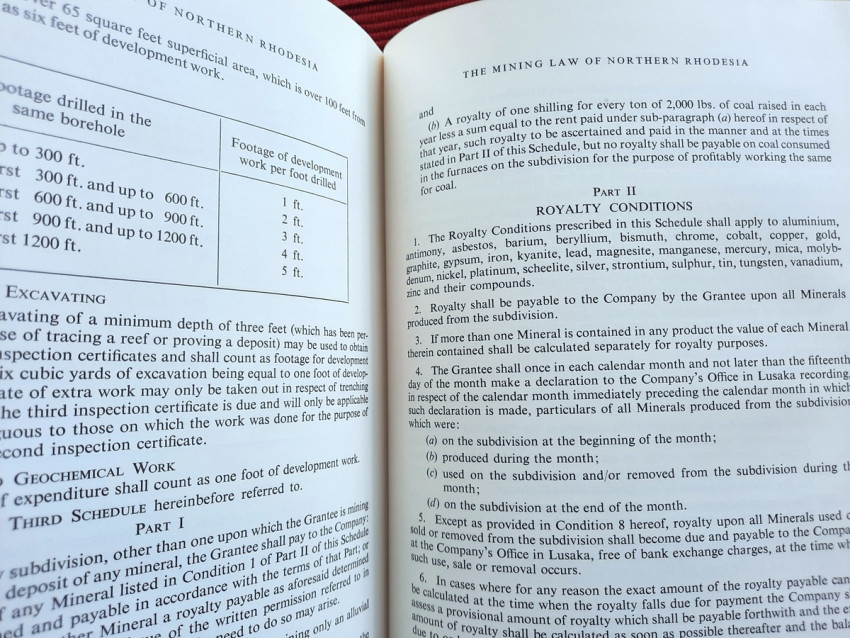 OF NORTHERN RHODESIA
over 65 square feet superficial area, which is over 100 feet from
as six feet of development work.
Footage drilled in the
same borehole
Footage of development
work per foot drilled
to 300 ft.
1 ft.
300 ft. and up to 600 ft.
2 ft.
600 ft. and up to 900 ft.
3 ft.
900 ft. and up to 1200 ft.
4 ft.
1200 ft.
5 ft.
EXCAVATING
of a minimum depth of three feet (which has been per-
of tracing a reef or proving a deposit) may be used to obtain
inspection certificates and shall count as footage for development
six cubic yards of excavation being equal to one foot of develop-
of extra work may only be taken out in respect of trenching
the third inspection certificate is due and will only be applicable
to those on which the work was done for the purpose of
second inspection certificate.
GEOCHEMICAL WORK
of expenditure shall count as one foot of development work.
THIRD SCHEDULE hereinbefore referred to.
PART I
subdivision, other than one upon which the Grantee is mining
deposit of any mineral, the Grantee shall pay to the Company:
any Mineral listed in Condition 1 of Part II of this Schedule
and payable in accordance with the terms of that Part; or
Mineral a royalty payable as aforesaid determined
of the written permission referred to in
need to do so may arise.
only an alluvial
THE MINING LAW OF NORTHERN RHODESIA
and
(b) A royalty of one shilling for every ton of 2,000 lbs. of coal raised in each
year less a sum equal to the rent paid under sub-paragraph (a) hereof in respect of
that year, such royalty to be ascertained and paid in the manner and at the times
stated in Part II of this Schedule, but no royalty shall be payable on coal consumed
in the furnaces on the subdivision for the purpose of profitably working the same
for coal.
PART II
ROYALTY CONDITIONS
1. The Royalty Conditions prescribed in this Schedule shall apply to aluminium,
antimony, asbestos, barium, beryllium, bismuth, chrome, cobalt, copper, gold,
graphite, gypsum, iron, kyanite, lead, magnesite, manganese, mercury, mica, molyb-
denum, nickel, platinum, scheelite, silver, strontium, sulphur, tin, tungsten, vanadium,
zinc and their compounds.
2. Royalty shall be payable to the Company by the Grantee upon all Minerals
produced from the subdivision.
3. If more than one Mineral is contained in any product the value of each Mineral
therein contained shall be calculated separately for royalty purposes.
4. The Grantee shall once in each calendar month and not later than the fifteenth
day of the month make a declaration to the Company's Office in Lusaka recording,
in respect of the calendar month immediately preceding the calendar month in which
such declaration is made, particulars of all Minerals produced from the subdivision
which were:
(a) on the subdivision at the beginning of the month;
(b) produced during the month;
(c) used on the subdivision and/or removed from the subdivision during the
month;
(d) on the subdivision at the end of the month.
5. Except as provided in Condition 8 hereof, royalty upon all Minerals used
sold or removed from the subdivision shall become due and payable to the Company
at the Company's Office in Lusaka, free of bank exchange charges, at the time
such use, sale or removal occurs.
6. In cases where for any reason the exact amount of the royalty payable
be calculated at the time when the royalty falls due for payment the Company
assess a provisional amount of royalty which shall be payable forthwith and the
amount of royalty shall be calculated as soon as possible thereafter and the
due to